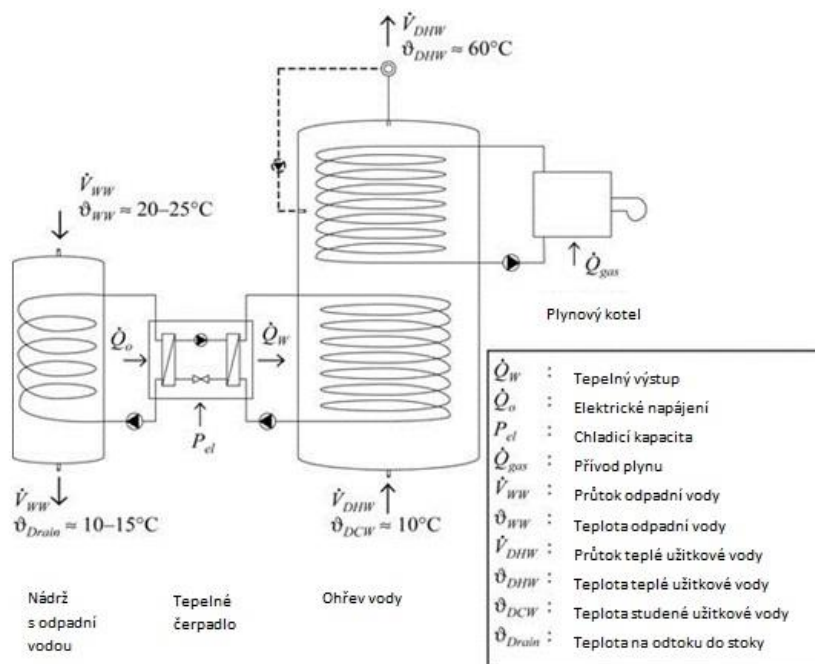 V̇DHW
ϑDHW ≈ 60°C
V̇WW
ϑWW ≈ 20–25°C
Q̇gas
Plynový kotel
Q̇o
Q̇W
Pel
V̇WW
ϑDrain ≈ 10–15°C
V̇DHW
ϑDCW ≈ 10°C
Nádrž
s odpadní
vodou
Tepelné
čerpadlo
Ohřev vody
Q̇W : Tepelný výstup
Q̇o : Elektrické napájení
Pel : Chladicí kapacita
Q̇gas : Přívod plynu
V̇WW : Průtok odpadní vody
ϑWW : Teplota odpadní vody
V̇DHW : Průtok teplé užitkové vody
ϑDHW : Teplota teplé užitkové vody
ϑDCW : Teplota studené užitkové vody
ϑDrain : Teplota na odtoku do stoky